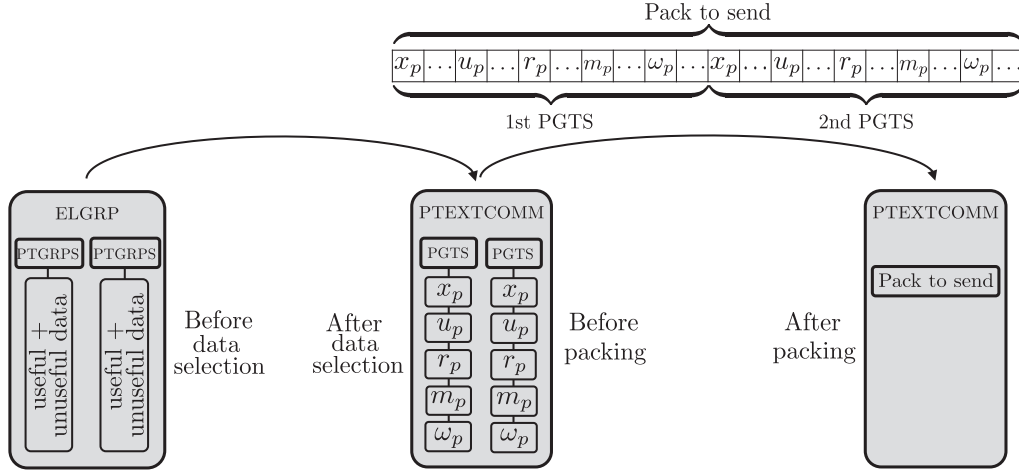 Pack to send
x_p ... u_p ... r_p ... m_p ... ω_p ... x_p ... u_p ... r_p ... m_p ... ω_p ...
1st PGTS 2nd PGTS
ELGRP
PTGRPS PTGRPS
useful +
unuseful data
useful +
unuseful data
Before
data
selection
After
data
selection
PTEXTCOMM
PGTS PGTS
x_p x_p
u_p u_p
r_p r_p
m_p m_p
ω_p ω_p
Before
packing
After
packing
PTEXTCOMM
Pack to send